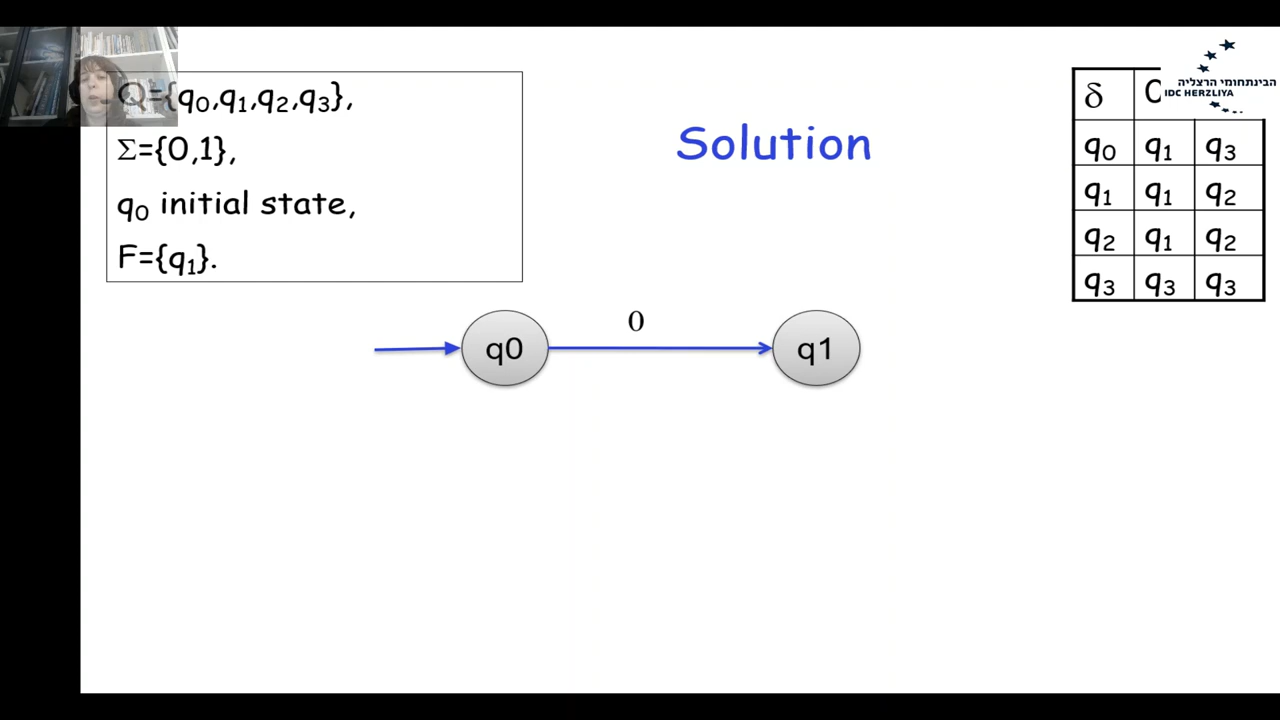 Q={q₀,q₁,q₂,q₃},
Σ={0,1},
q₀ initial state,
F={q₁}.
Solution
הבינתחומי הרצליה
IDC HERZLIYA
δ
q₀ q₁ q₃
q₁ q₁ q₂
q₂ q₁ q₂
q₃ q₃ q₃
0
q0 q1